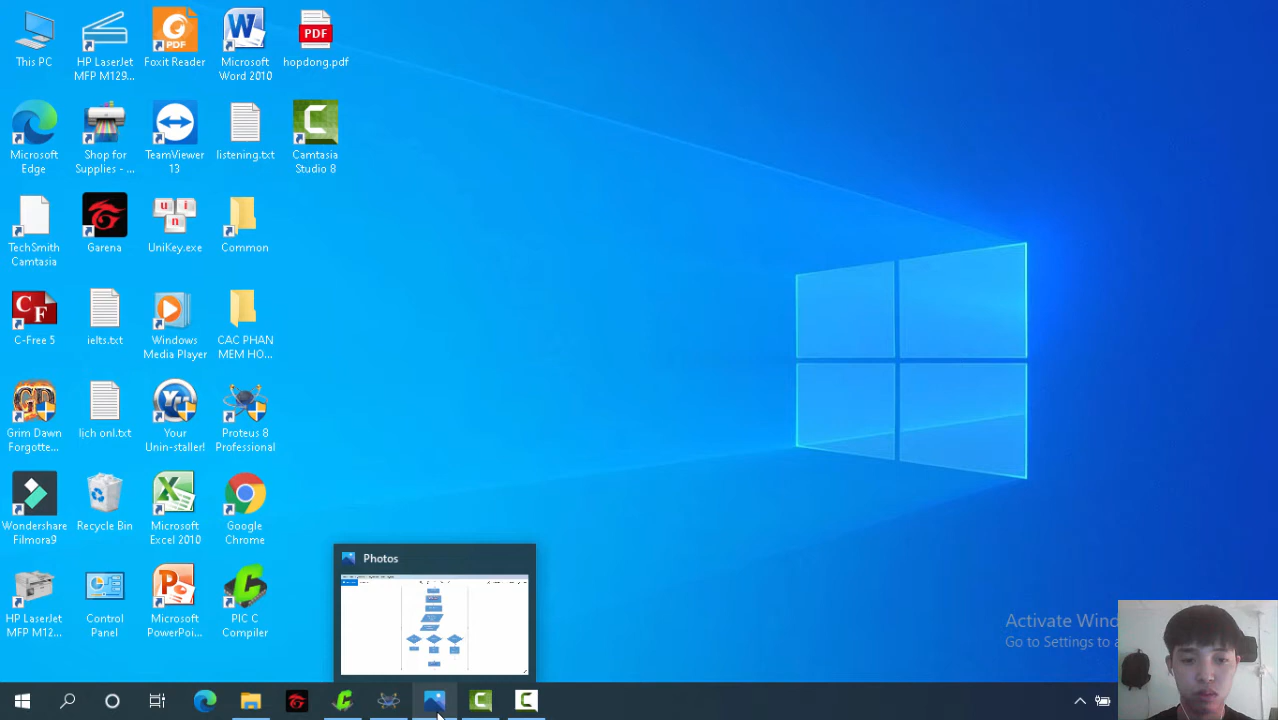 This PC
HP LaserJet
MFP M129...
Foxit Reader
Microsoft
Word 2010
PDF
hopdong.pdf
Microsoft
Edge
Shop for
Supplies - ...
TeamViewer
13
listening.txt
Camtasia
Studio 8
TechSmith
Camtasia
Garena
UniKey.exe
Common
C-Free 5
ielts.txt
Windows
Media Player
CAC PHAN
MEM HO...
Grim Dawn
Forgotte...
lich onl.txt
Your
Unin-staller!
Proteus 8
Professional
Wondershare
Filmora9
Recycle Bin
Microsoft
Excel 2010
Google
Chrome
Photos
HP LaserJet
MFP M12...
Control
Panel
Microsoft
PowerPoi...
PIC C
Compiler
Activate Wind
Go to Settings to a